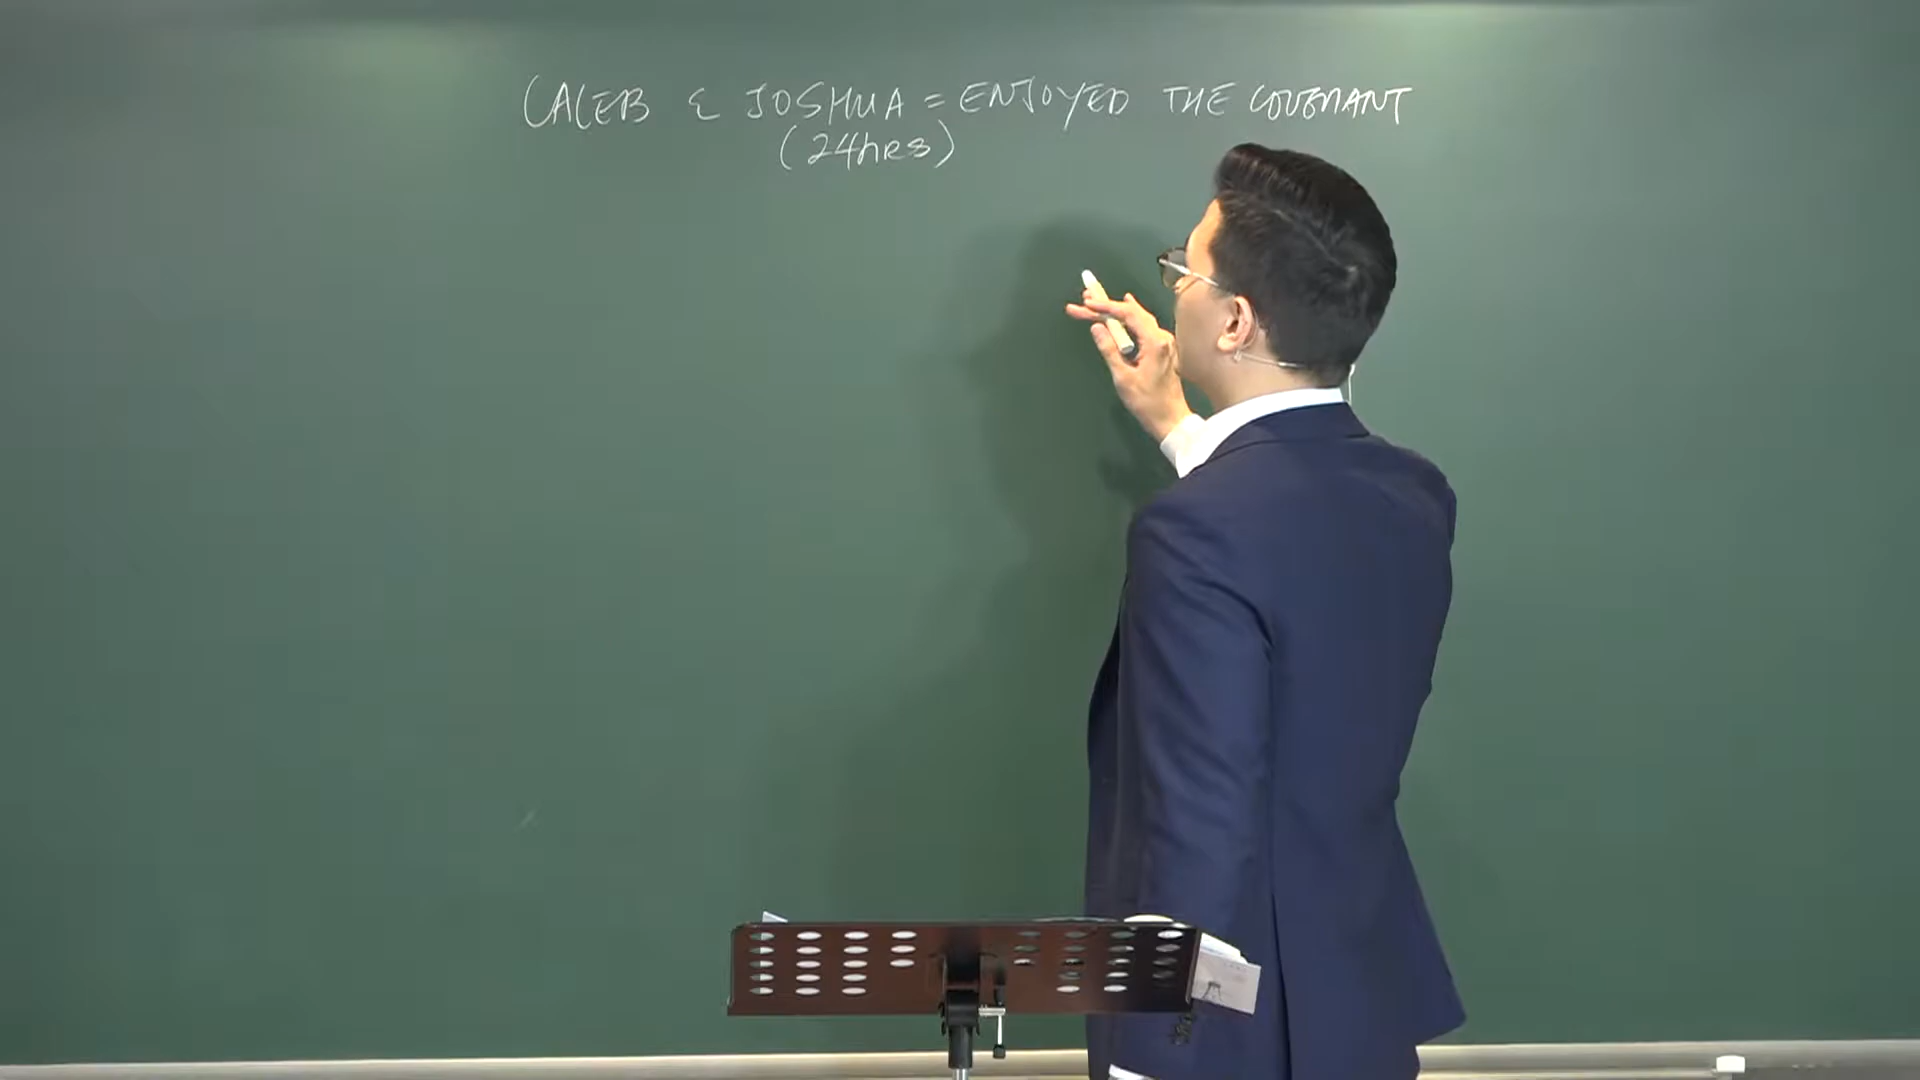 CALEB & JOSHUA = ENJOYED THE COVENANT
(24hrs)